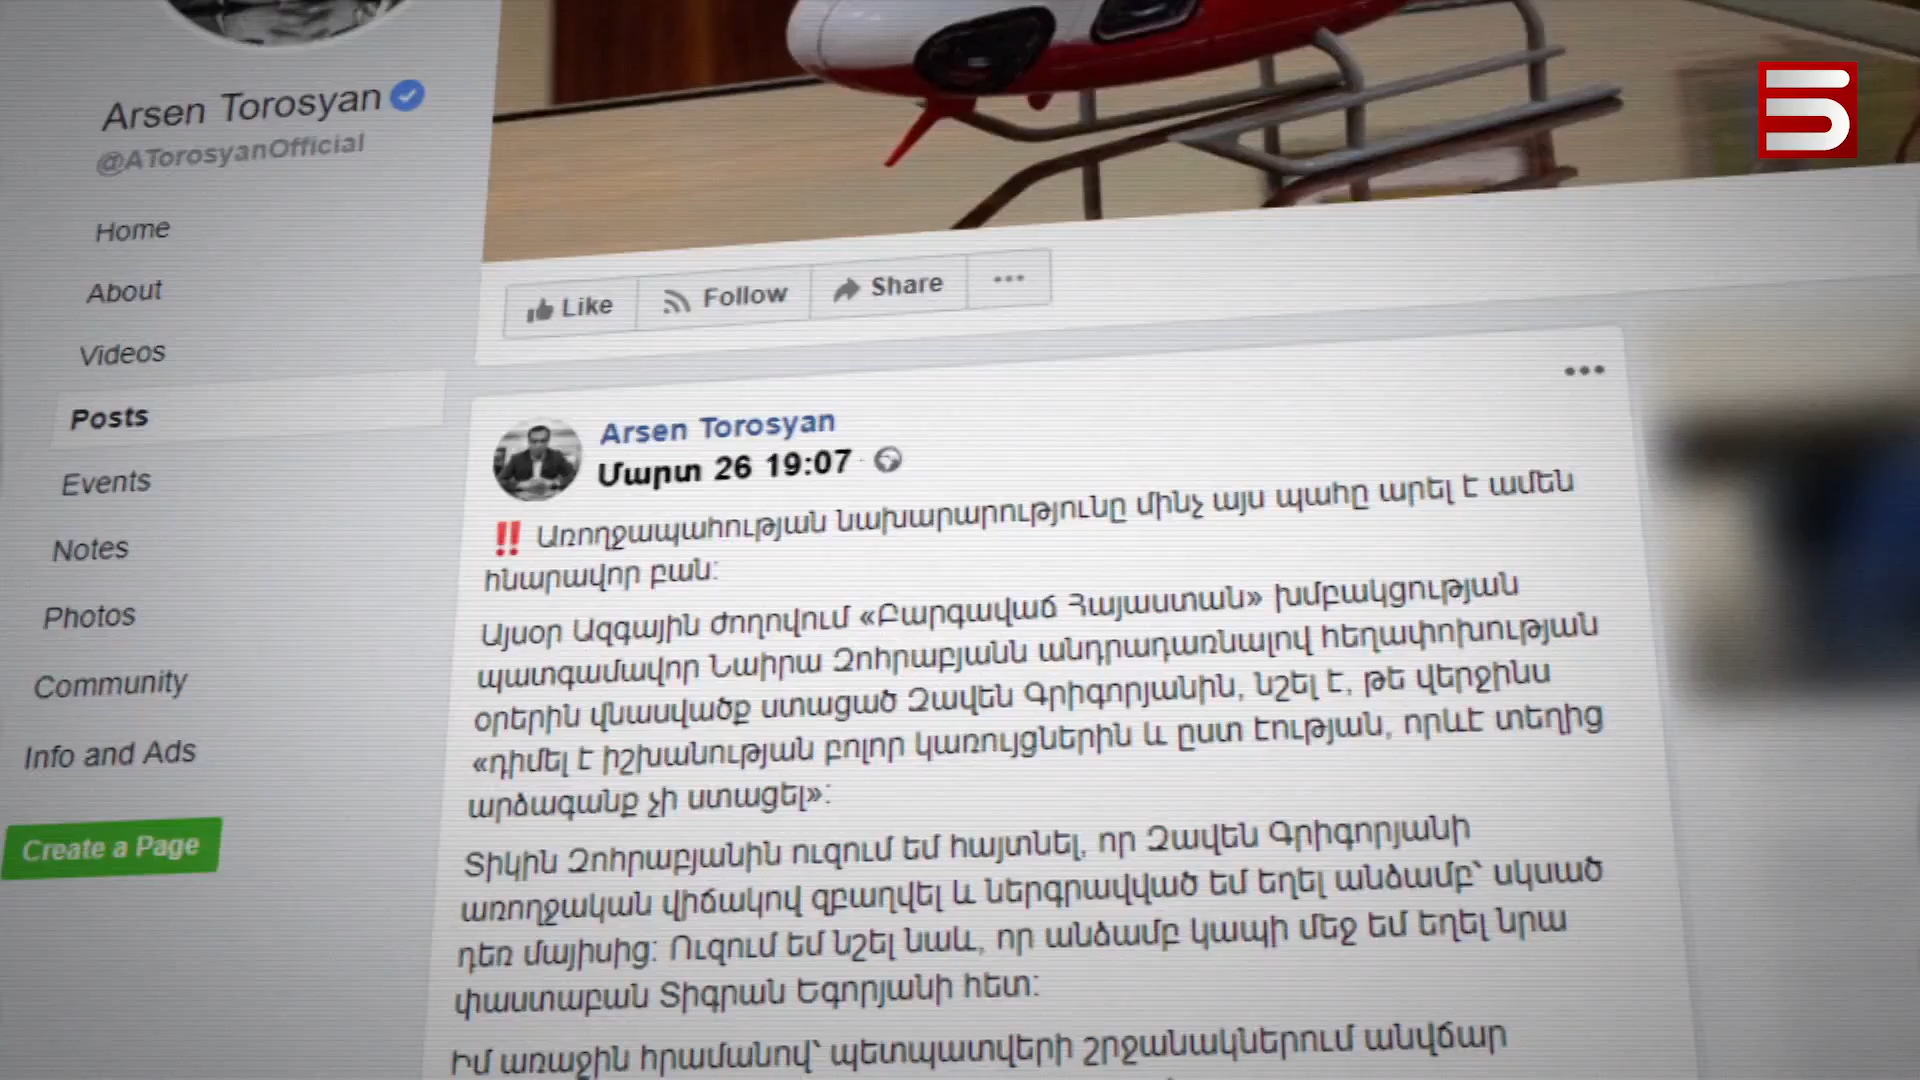 Arsen Torosyan
@ATorosyanOfficial
Home
About
Videos
Posts
Events
Notes
Photos
Community
Info and Ads
Create a Page
Like
Follow
Share
5
Arsen Torosyan
Մարտ 26 19:07
‼ Առողջապահության նախարարությունը մինչ այս պահը արել է ամեն
հնարավոր բան:
Այսօր Ազգային ժողովում «Բարգավաճ Հայաստան» խմբակցության
պատգամավոր Նաիրա Զոհրաբյանն անդրադառնալով հեղափոխության
օրերին վնասվածք ստացած Զավեն Գրիգորյանին, նշել է, թե վերջինս
«դիմել է իշխանության բոլոր կառույցներին և ըստ էության, որևէ տեղից
արձագանք չի ստացել»:
Տիկին Զոհրաբյանին ուզում եմ հայտնել, որ Զավեն Գրիգորյանի
առողջական վիճակով զբաղվել և ներգրավված եմ եղել անձամբ՝ սկսած
դեռ մայիսից: Ուզում եմ նշել նաև, որ անձամբ կապի մեջ եմ եղել նրա
փաստաբան Տիգրան Եգորյանի հետ:
Իմ առաջին հրամանով՝ պետպատվերի շրջանակներում անվճար